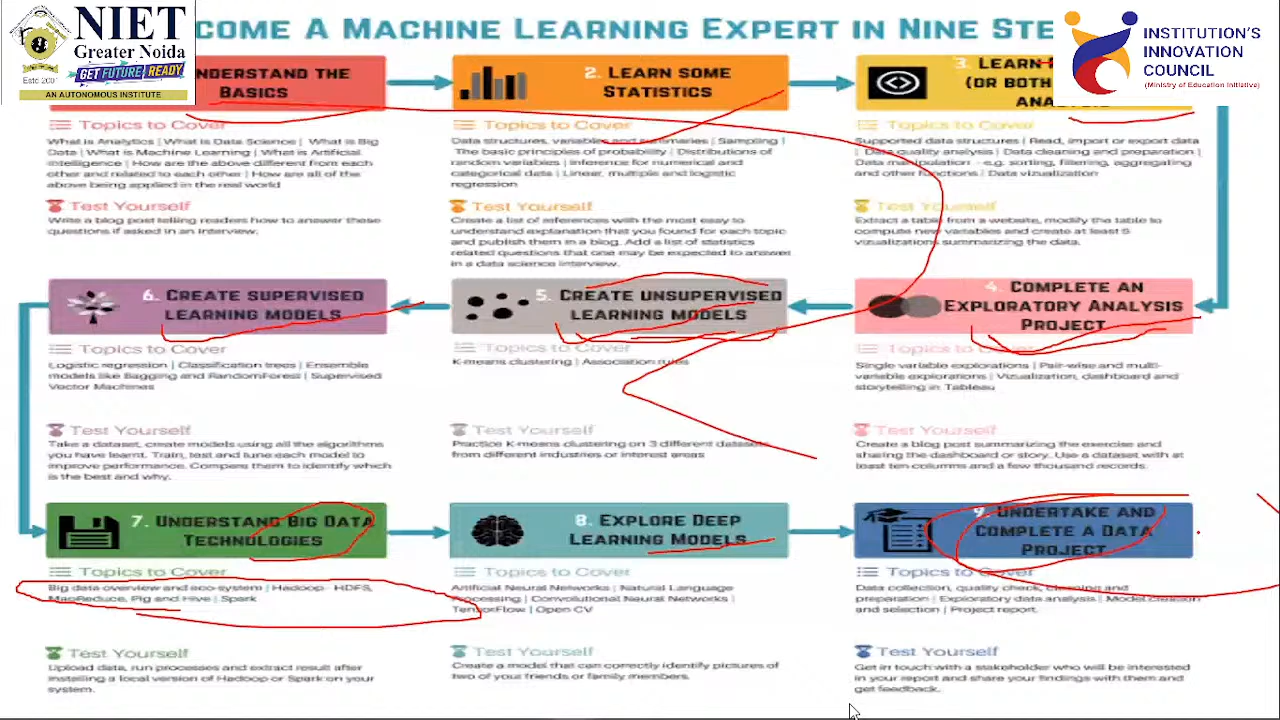 NIET
Greater Noida
GET FUTURE READY
Estd 2001
AN AUTONOMOUS INSTITUTE
COME A MACHINE LEARNING EXPERT IN NINE STE
INSTITUTION'S
INNOVATION
COUNCIL
(Ministry of Education Initiative)
NDERSTAND THE
BASICS
Topics to Cover
What is Analytics | What is Data Science | What is Big
Data | What is Machine Learning | What is Artificial
Intelligence | How are the above different from each
other and related to each other | How are all of the
above being applied in the real world
Test Yourself
Write a blog post telling readers how to answer these
questions if asked in an interview.
2. LEARN SOME
STATISTICS
Topics to Cover
Data structures, variables and summaries | Sampling |
The basic principles of probability | Distributions of
random variables | Inference for numerical and
categorical data | Linear, multiple and logistic
regression
Test Yourself
Create a list of references with the most easy to
understand explanation that you found for each topic
and publish them in a blog. Add a list of statistics
related questions that one may be expected to answer
in a data science interview.
3. LEARN
(OR BOTH
ANALYSIS
Topics to Cover
Supported data structures | Read, import or export data
| Data quality analysis | Data cleaning and preparation |
Data manipulation - e.g. sorting, filtering, aggregating
and other functions | Data vizualization
Test Yourself
Extract a table from a website, modify the table to
compute new variables and create at least 5
vizualizations summarizing the data.
4. COMPLETE AN
EXPLORATORY ANALYSIS
PROJECT
Topics to Cover
Single variable explorations | Pair-wise and multi-
variable explorations | Vizualization, dashboard and
storytelling in Tableau
Test Yourself
Create a blog post summarizing the exercise and
sharing the dashboard or story. Use a dataset with at
least ten columns and a few thousand records.
5. CREATE UNSUPERVISED
LEARNING MODELS
Topics to Cover
K-means clustering | Association rules
Test Yourself
Practice K-means clustering on 3 different datasets
from different industries or interest areas
6. CREATE SUPERVISED
LEARNING MODELS
Topics to Cover
Logistic regression | Classification trees | Ensemble
models like Bagging and RandomForest | Supervised
Vector Machines
Test Yourself
Take a dataset, create models using all the algorithms
you have learnt. Train, test and tune each model to
improve performance. Compare them to identify which
is the best and why.
7. UNDERSTAND BIG DATA
TECHNOLOGIES
Topics to Cover
Big data overview and eco-system | Hadoop - HDFS,
MapReduce, Pig and Hive | Spark
Test Yourself
Upload data, run processes and extract result after
installing a local version of Hadoop or Spark on your
system.
8. EXPLORE DEEP
LEARNING MODELS
Topics to Cover
Artificial Neural Networks | Natural Language
Processing | Convolutional Neural Networks |
TensorFlow | Open CV
Test Yourself
Create a model that can correctly identify pictures of
two of your friends or family members.
9. UNDERTAKE AND
COMPLETE A DATA
PROJECT
Topics to Cover
Data collection, quality check, cleaning and
preparation | Exploratory data analysis | Model creation
and selection | Project report.
Test Yourself
Get in touch with a stakeholder who will be interested
in your report and share your findings with them and
get feedback.